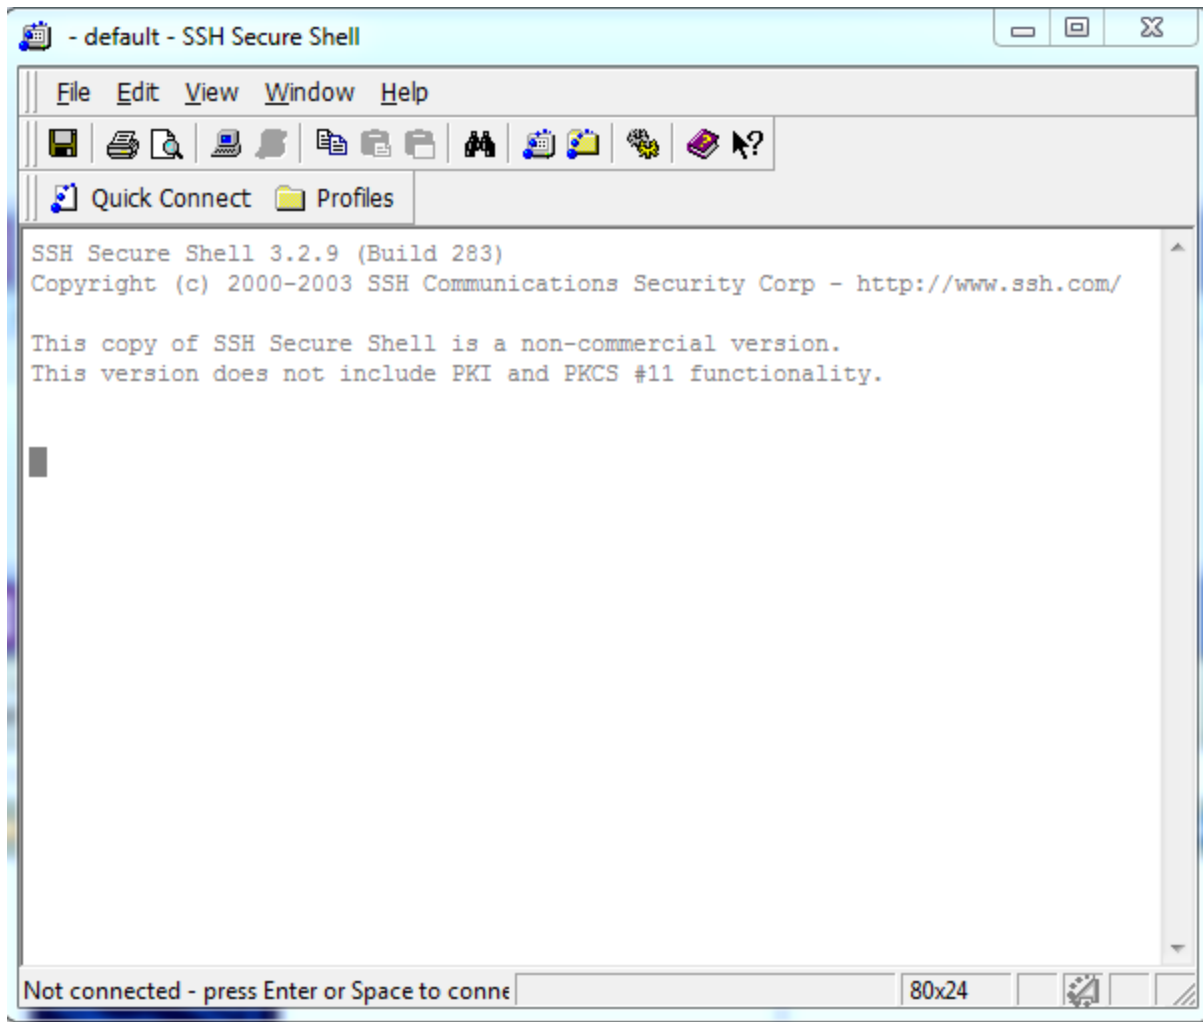 - default - SSH Secure Shell
File Edit View Window Help
Quick Connect Profiles
SSH Secure Shell 3.2.9 (Build 283)
Copyright (c) 2000-2003 SSH Communications Security Corp - http://www.ssh.com/
This copy of SSH Secure Shell is a non-commercial version.
This version does not include PKI and PKCS #11 functionality.
Not connected - press Enter or Space to conne 80x24